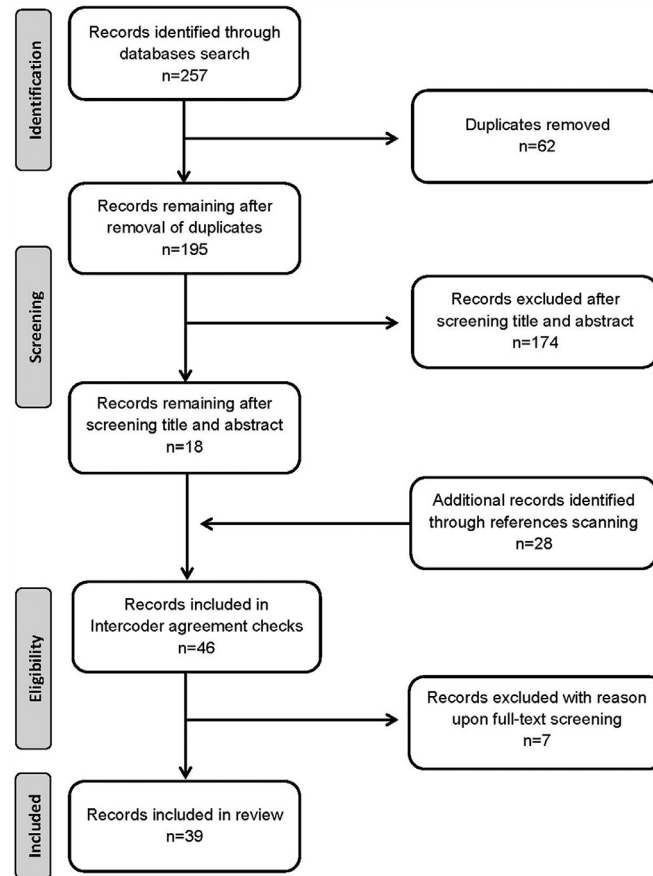 Identification
Records identified through
databases search
n=257
Duplicates removed
n=62
Records remaining after
removal of duplicates
n=195
Screening
Records excluded after
screening title and abstract
n=174
Records remaining after
screening title and abstract
n=18
Additional records identified
through references scanning
n=28
Eligibility
Records included in
Intercoder agreement checks
n=46
Records excluded with reason
upon full-text screening
n=7
Included
Records included in review
n=39